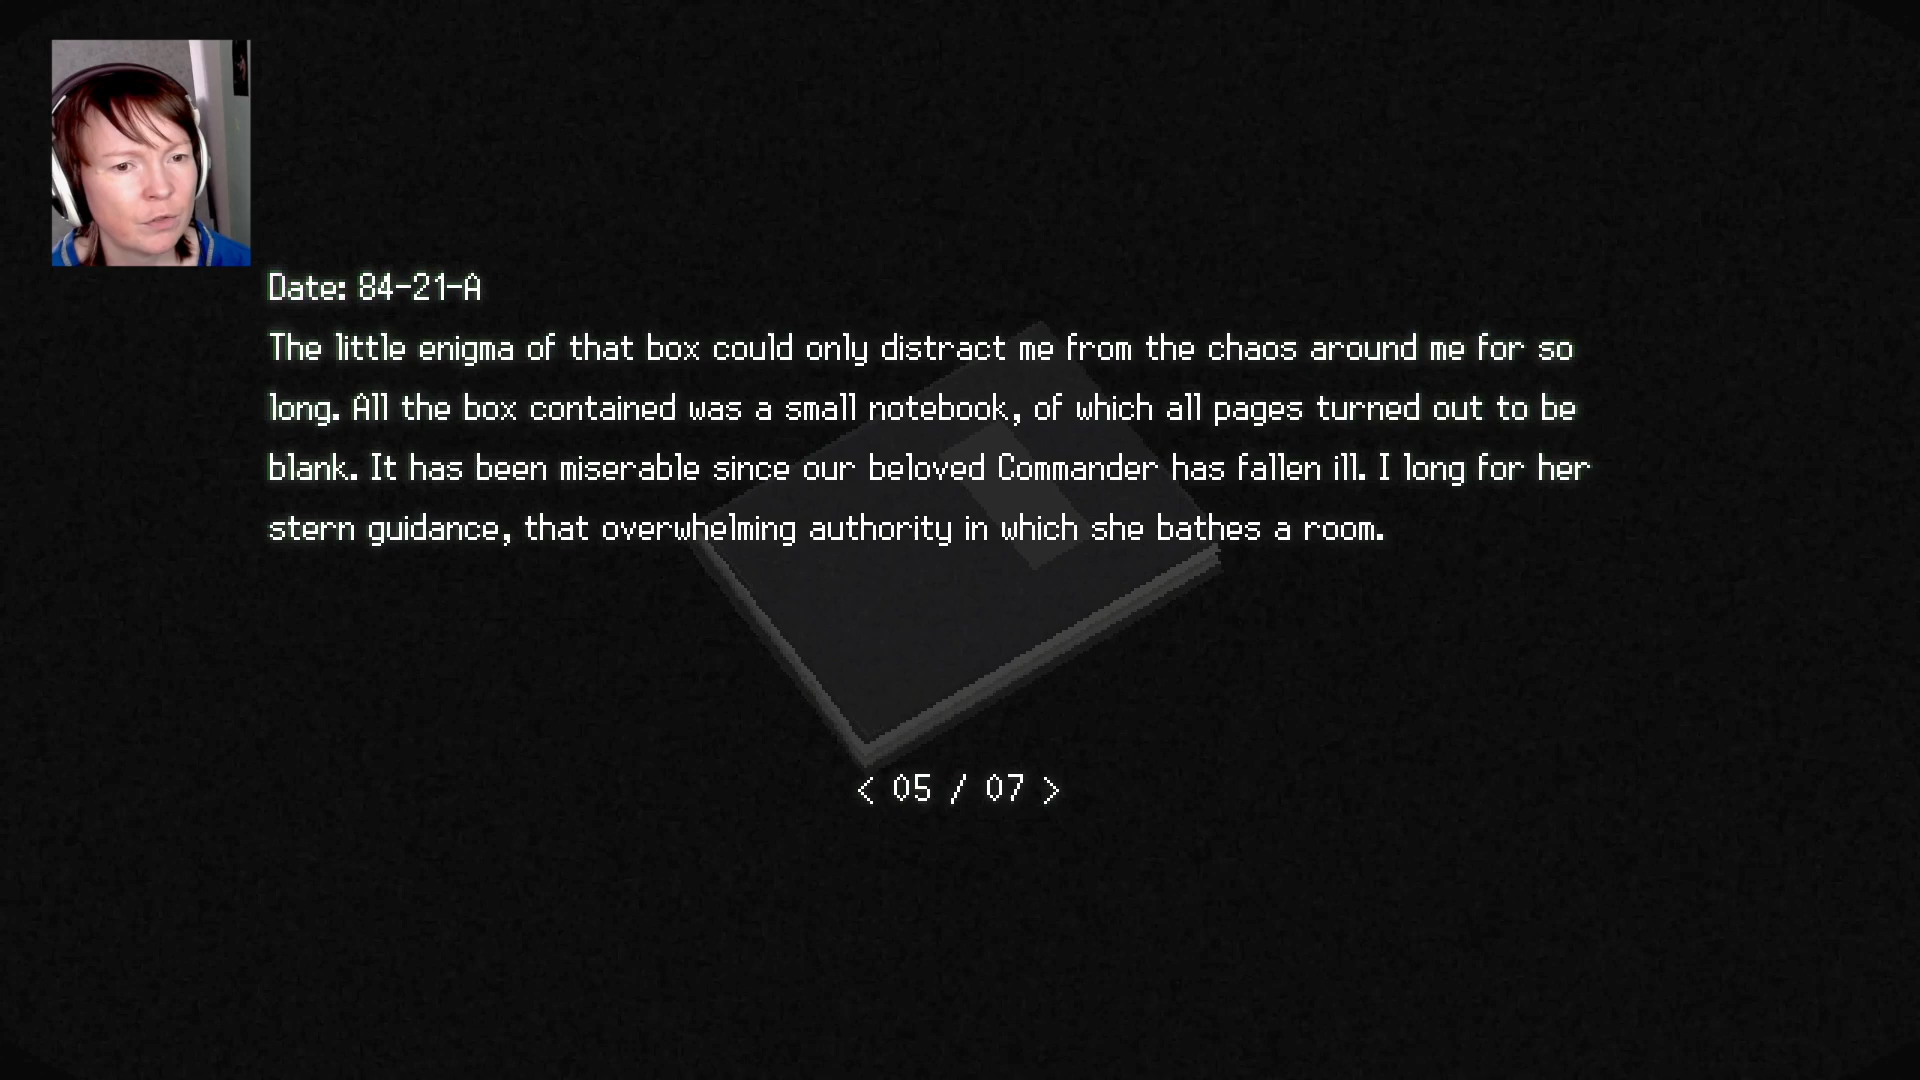 Date: 84-21-A
The little enigma of that box could only distract me from the chaos around me for so
long. All the box contained was a small notebook, of which all pages turned out to be
blank. It has been miserable since our beloved Commander has fallen ill. I long for her
stern guidance, that overwhelming authority in which she bathes a room.
< 05 / 07 >